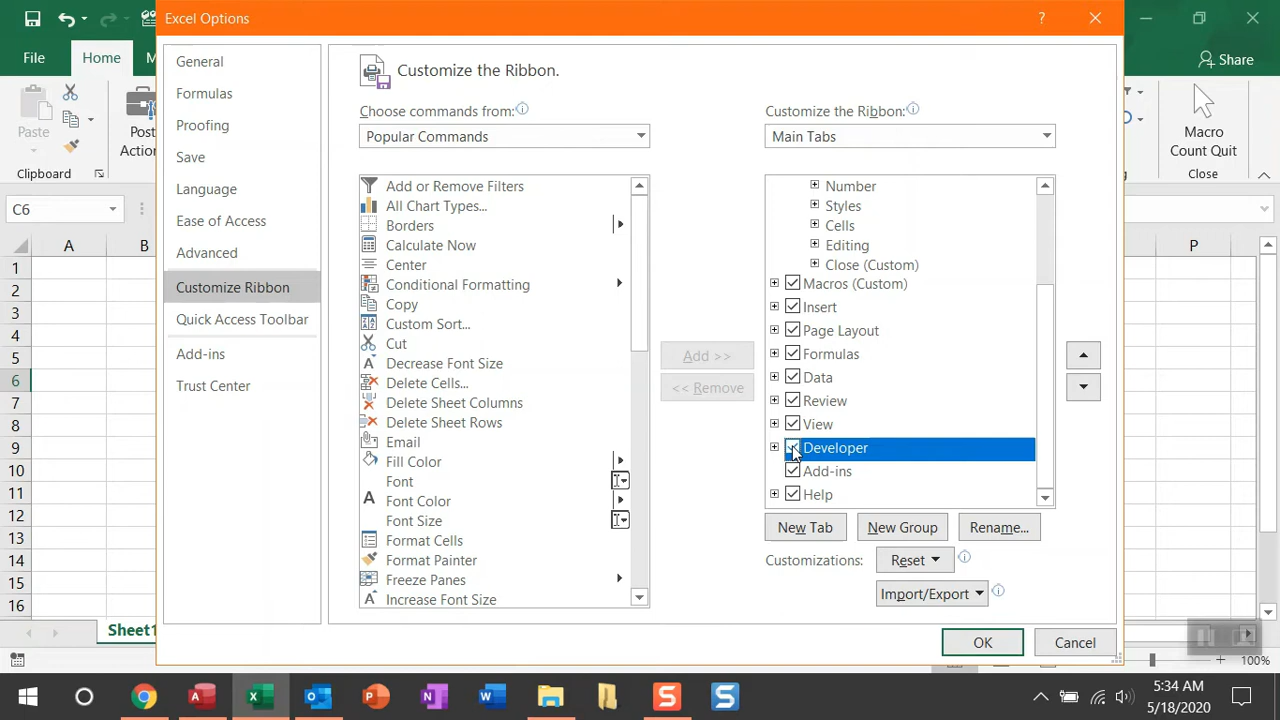 Excel Options
?
File
Home
M
Share
Paste
Clipboard
Post
Action
Macro
Count Quit
Close
C6
A
B
P
1
2
3
4
5
6
7
8
9
10
11
12
13
14
15
16
Sheet1
General
Formulas
Proofing
Save
Language
Ease of Access
Advanced
Customize Ribbon
Quick Access Toolbar
Add-ins
Trust Center
Customize the Ribbon.
Choose commands from:
Popular Commands
Add or Remove Filters
All Chart Types...
Borders
Calculate Now
Center
Conditional Formatting
Copy
Custom Sort...
Cut
Decrease Font Size
Delete Cells...
Delete Sheet Columns
Delete Sheet Rows
Email
Fill Color
Font
Font Color
Font Size
Format Cells
Format Painter
Freeze Panes
Increase Font Size
Add >>
<< Remove
Customize the Ribbon:
Main Tabs
Number
Styles
Cells
Editing
Close (Custom)
Macros (Custom)
Insert
Page Layout
Formulas
Data
Review
View
Developer
Add-ins
Help
New Tab
New Group
Rename...
Customizations:
Reset
Import/Export
OK
Cancel
100%
5:34 AM
5/18/2020